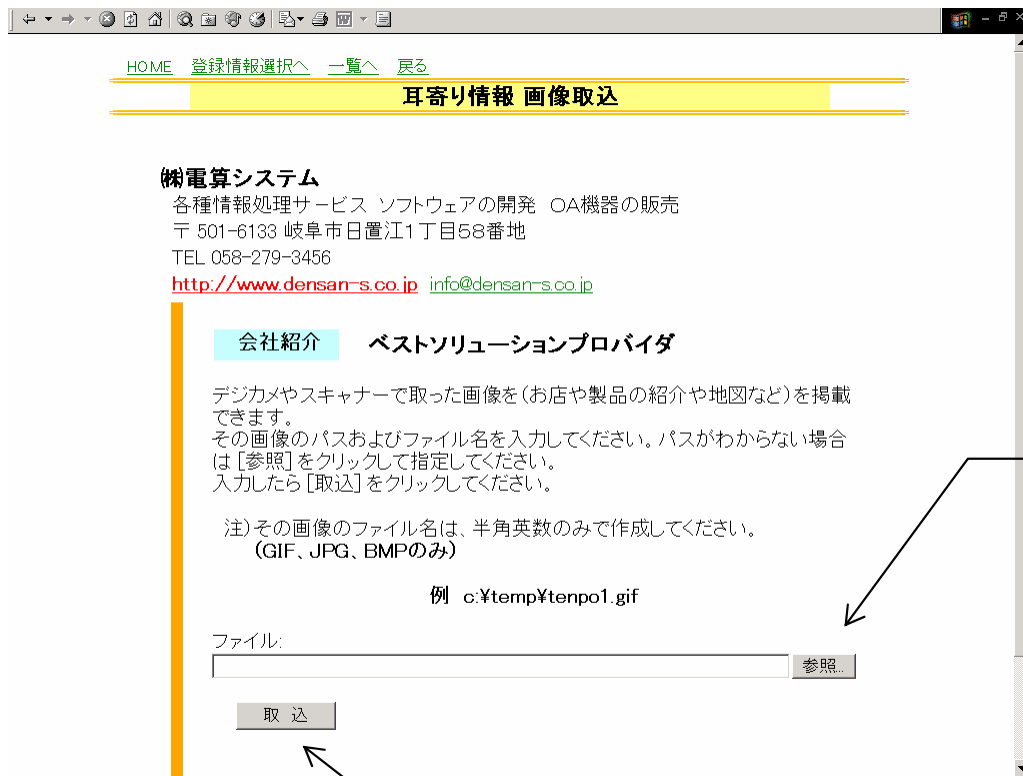 HOME 登録情報選択へ 一覧へ 戻る
耳寄り情報 画像取込
㈱電算システム
各種情報処理サービス ソフトウェアの開発 OA機器の販売
〒 501-6133 岐阜市日置江1丁目58番地
TEL 058-279-3456
http://www.densan-s.co.jp info@densan-s.co.jp
会社紹介 ベストソリューションプロバイダ
デジカメやスキャナーで取った画像を(お店や製品の紹介や地図など)を掲載
できます。
その画像のパスおよびファイル名を入力してください。パスがわからない場合
は[参照]をクリックして指定してください。
入力したら[取込]をクリックしてください。
注)その画像のファイル名は、半角英数のみで作成してください。
(GIF、JPG、BMPのみ)
例 c:¥temp¥tenpo1.gif
ファイル:
参照...
取 込